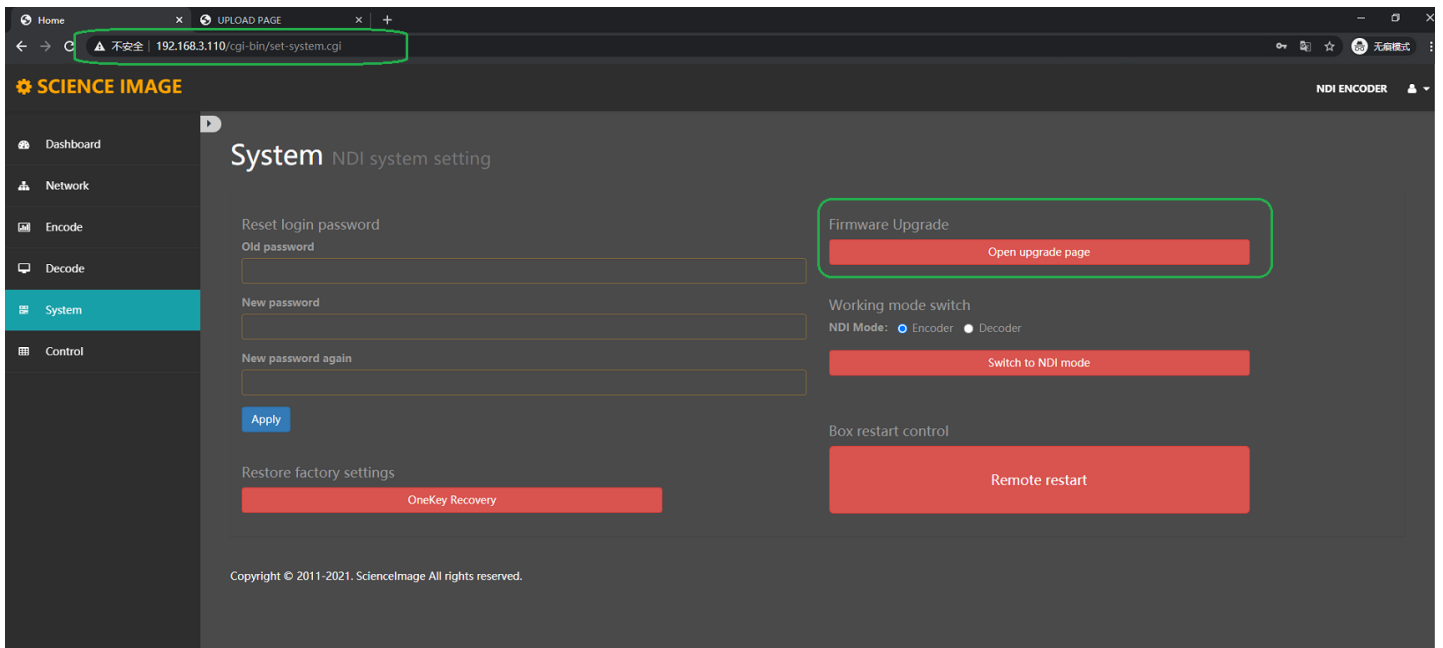 Home
UPLOAD PAGE
不安全 192.168.3.110/cgi-bin/set-system.cgi
无痕模式
SCIENCE IMAGE
NDI ENCODER
Dashboard
Network
Encode
Decode
System
Control
System NDI system setting
Reset login password
Old password
New password
New password again
Apply
Restore factory settings
OneKey Recovery
Firmware Upgrade
Open upgrade page
Working mode switch
NDI Mode: Encoder Decoder
Switch to NDI mode
Box restart control
Remote restart
Copyright © 2011-2021. ScienceImage All rights reserved.